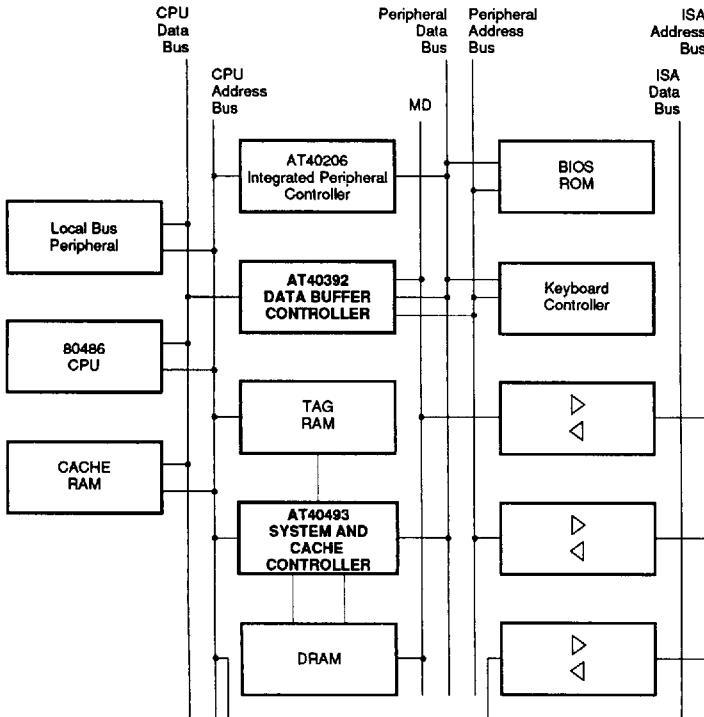 CPU
Data
Bus
Peripheral
Data
Bus
Peripheral
Address
Bus
ISA
Address
Bus
CPU
Address
Bus
MD
ISA
Data
Bus
AT40206
Integrated Peripheral
Controller
BIOS
ROM
Local Bus
Peripheral
AT40392
DATA BUFFER
CONTROLLER
Keyboard
Controller
80486
CPU
TAG
RAM
CACHE
RAM
AT40493
SYSTEM AND
CACHE
CONTROLLER
DRAM